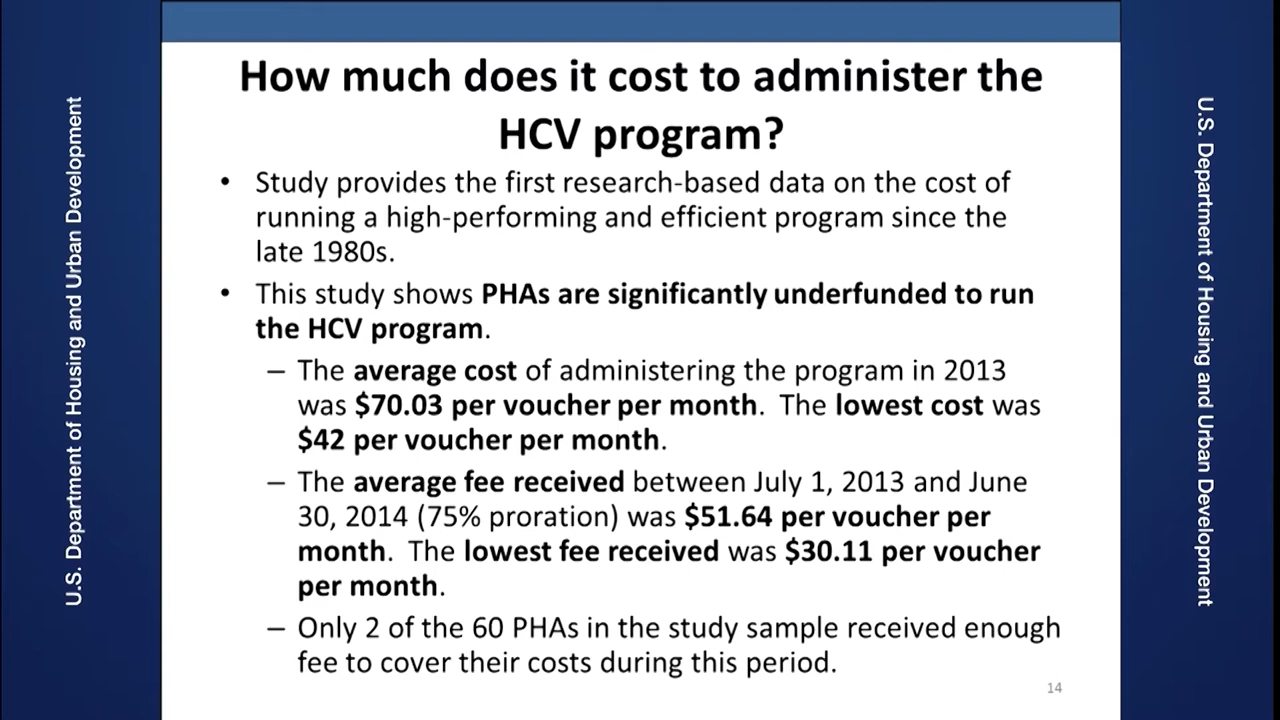 U.S. Department of Housing and Urban Development
How much does it cost to administer the
HCV program?
• Study provides the first research-based data on the cost of
running a high-performing and efficient program since the
late 1980s.
• This study shows PHAs are significantly underfunded to run
the HCV program.
– The average cost of administering the program in 2013
was $70.03 per voucher per month. The lowest cost was
$42 per voucher per month.
– The average fee received between July 1, 2013 and June
30, 2014 (75% proration) was $51.64 per voucher per
month. The lowest fee received was $30.11 per voucher
per month.
– Only 2 of the 60 PHAs in the study sample received enough
fee to cover their costs during this period.
14
U.S. Department of Housing and Urban Development